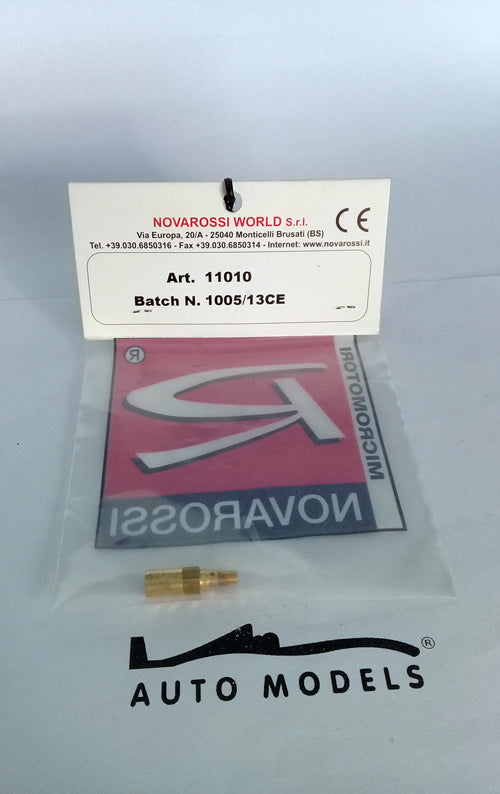 NOVAROSSI WORLD S.r.l.
Via Europa, 20/A - 25040 Monticelli Brusati (BS)
Tel. +39.030.6850316 - Fax +39.030.6850314 - Internet: www.novarossi.it
CE
Art. 11010
Batch N. 1005/13CE
®
MICROMOTORI
NOVAROSSI
®
AUTO MODELS